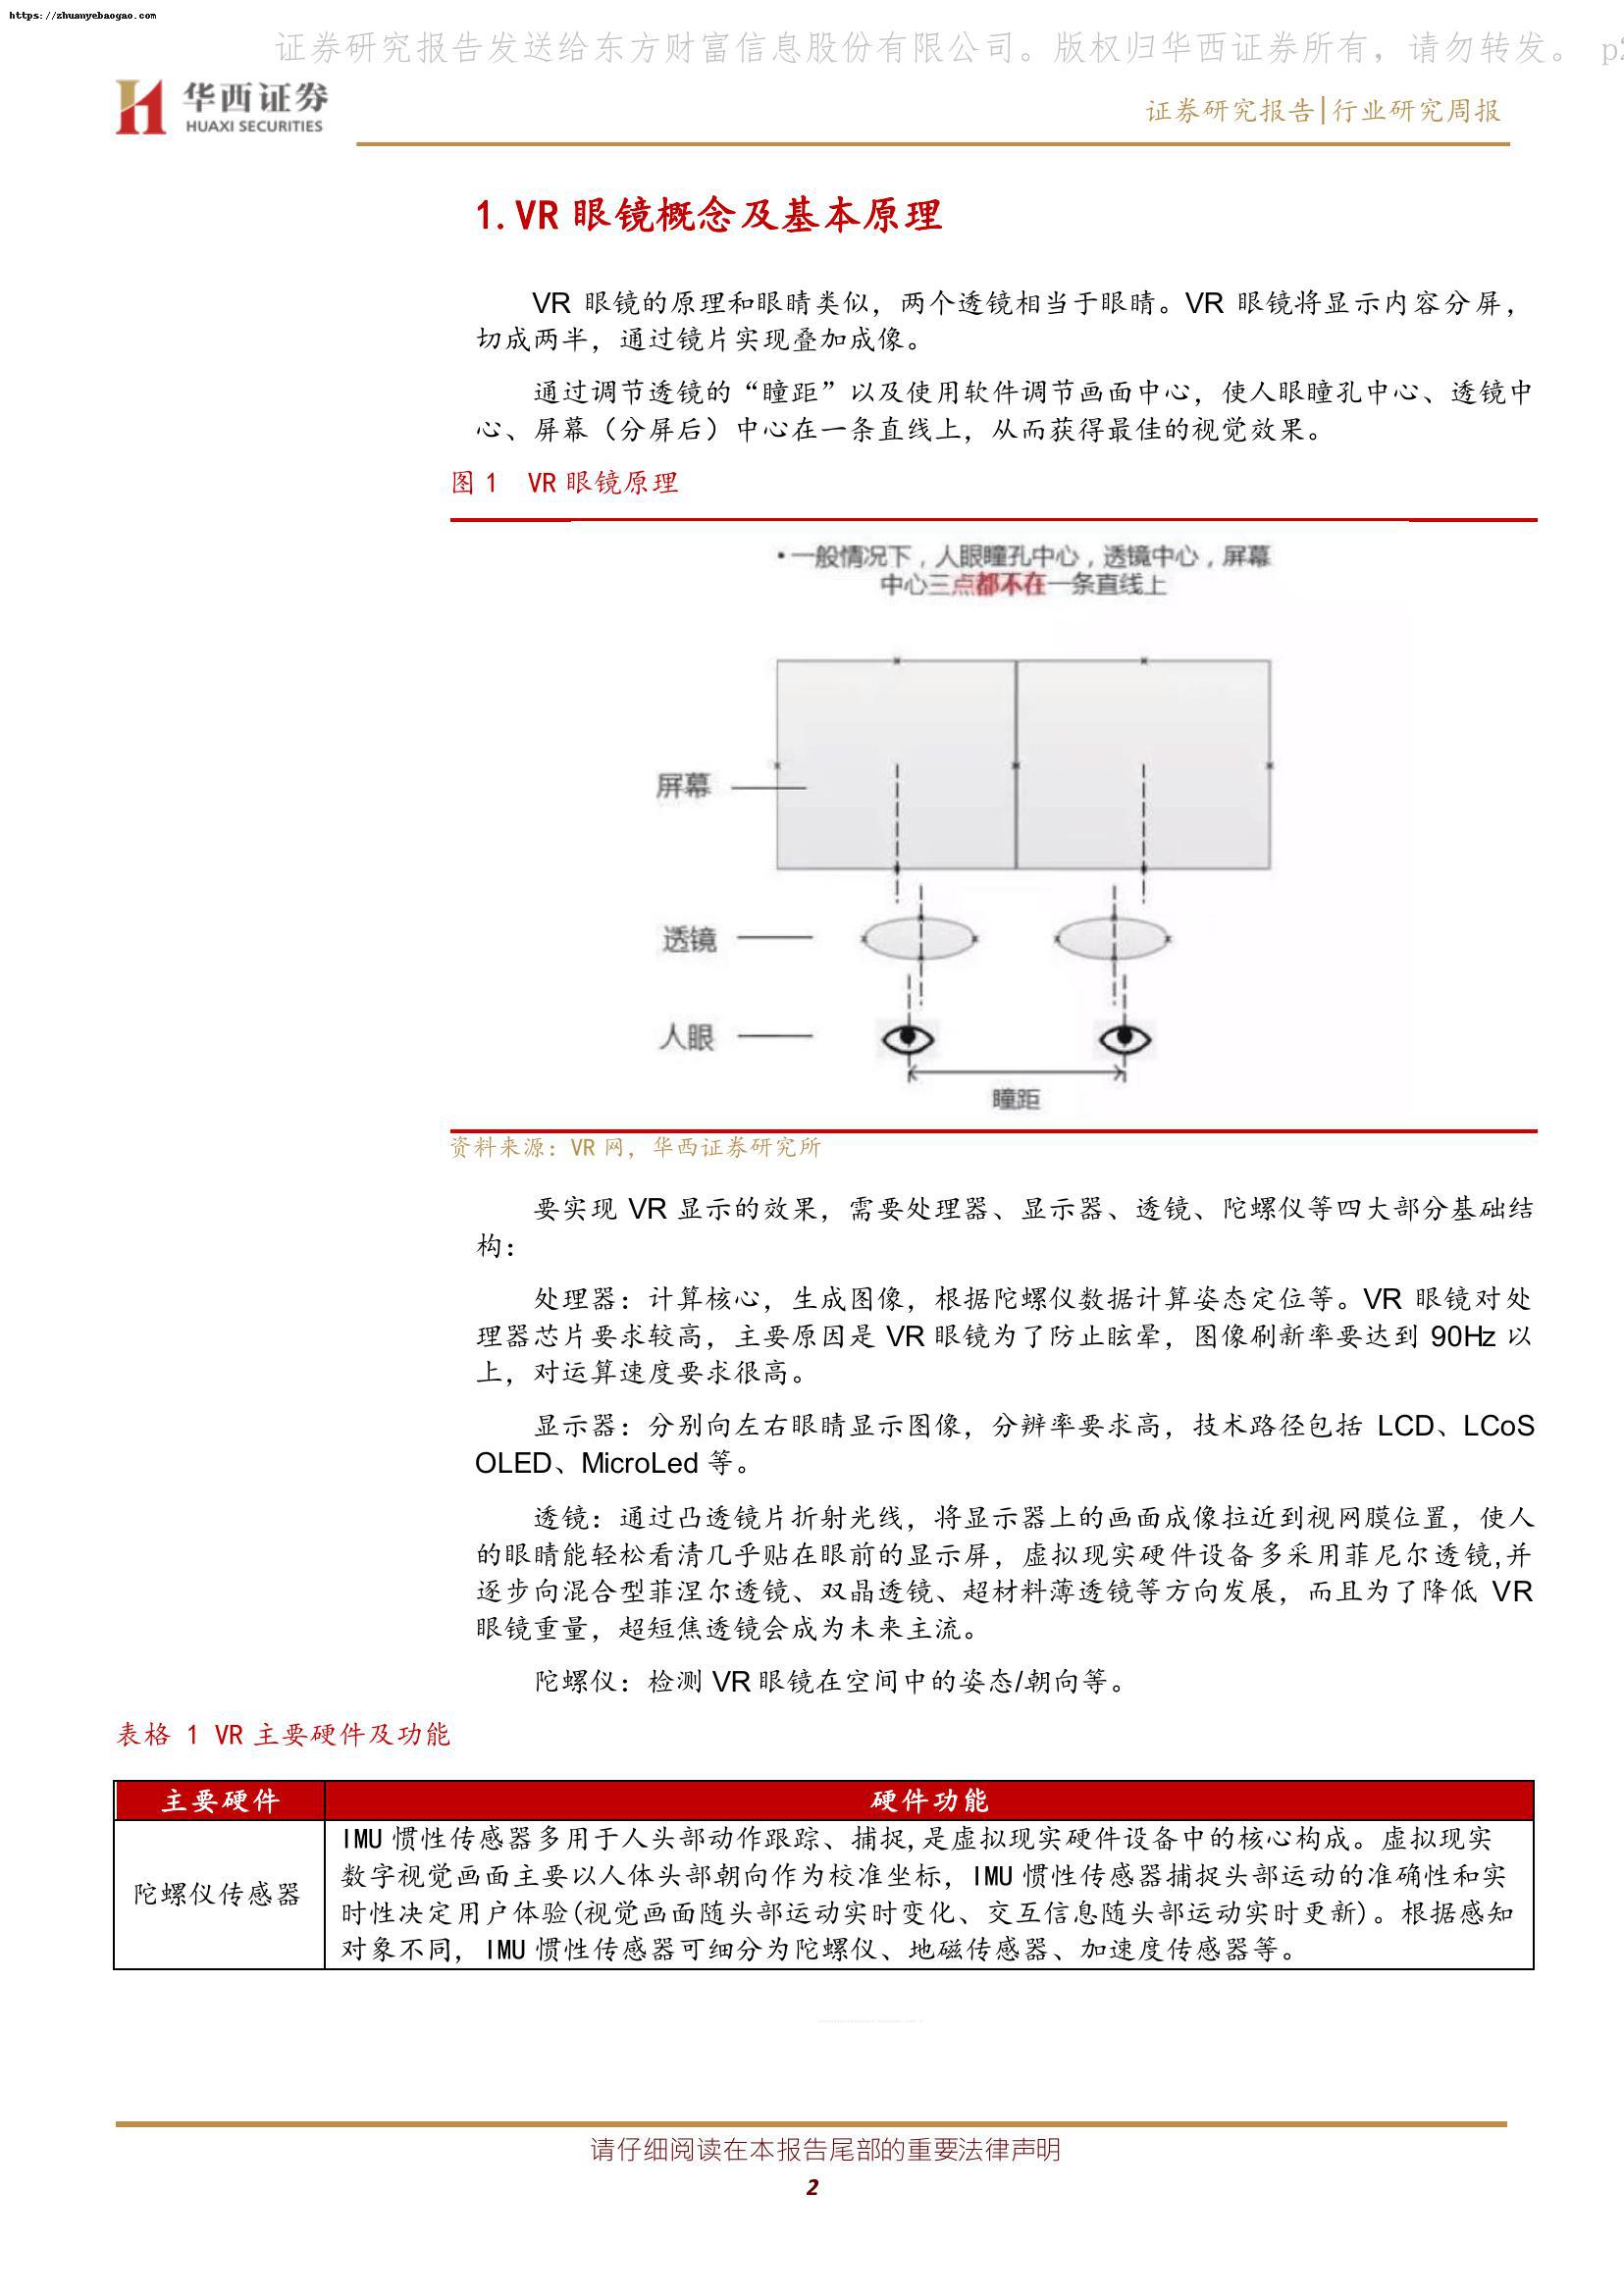 https://zhuanyebaogao.com
证券研究报告发送给东方财富信息股份有限公司。版权归华西证券所有，请勿转发。 p2
华西证券
HUAXI SECURITIES
证券研究报告|行业研究周报
1.VR 眼镜概念及基本原理
VR 眼镜的原理和眼睛类似，两个透镜相当于眼睛。VR 眼镜将显示内容分屏，
切成两半，通过镜片实现叠加成像。
通过调节透镜的“瞳距”以及使用软件调节画面中心，使人眼瞳孔中心、透镜中
心、屏幕（分屏后）中心在一条直线上，从而获得最佳的视觉效果。
图 1 VR 眼镜原理
• 一般情况下，人眼瞳孔中心，透镜中心，屏幕
中心三点都不在一条直线上
屏幕
透镜
人眼
瞳距
资料来源：VR 网，华西证券研究所
要实现 VR 显示的效果，需要处理器、显示器、透镜、陀螺仪等四大部分基础结
构：
处理器：计算核心，生成图像，根据陀螺仪数据计算姿态定位等。VR 眼镜对处
理器芯片要求较高，主要原因是 VR 眼镜为了防止眩晕，图像刷新率要达到 90Hz 以
上，对运算速度要求很高。
显示器：分别向左右眼睛显示图像，分辨率要求高，技术路径包括 LCD、LCoS
OLED、MicroLed 等。
透镜：通过凸透镜片折射光线，将显示器上的画面成像拉近到视网膜位置，使人
的眼睛能轻松看清几乎贴在眼前的显示屏，虚拟现实硬件设备多采用菲尼尔透镜,并
逐步向混合型菲涅尔透镜、双晶透镜、超材料薄透镜等方向发展，而且为了降低 VR
眼镜重量，超短焦透镜会成为未来主流。
陀螺仪：检测 VR 眼镜在空间中的姿态/朝向等。
表格 1 VR 主要硬件及功能
主要硬件 硬件功能
陀螺仪传感器
IMU 惯性传感器多用于人头部动作跟踪、捕捉,是虚拟现实硬件设备中的核心构成。虚拟现实
数字视觉画面主要以人体头部朝向作为校准坐标，IMU 惯性传感器捕捉头部运动的准确性和实
时性决定用户体验(视觉画面随头部运动实时变化、交互信息随头部运动实时更新)。根据感知
对象不同，IMU 惯性传感器可细分为陀螺仪、地磁传感器、加速度传感器等。
请仔细阅读在本报告尾部的重要法律声明
2